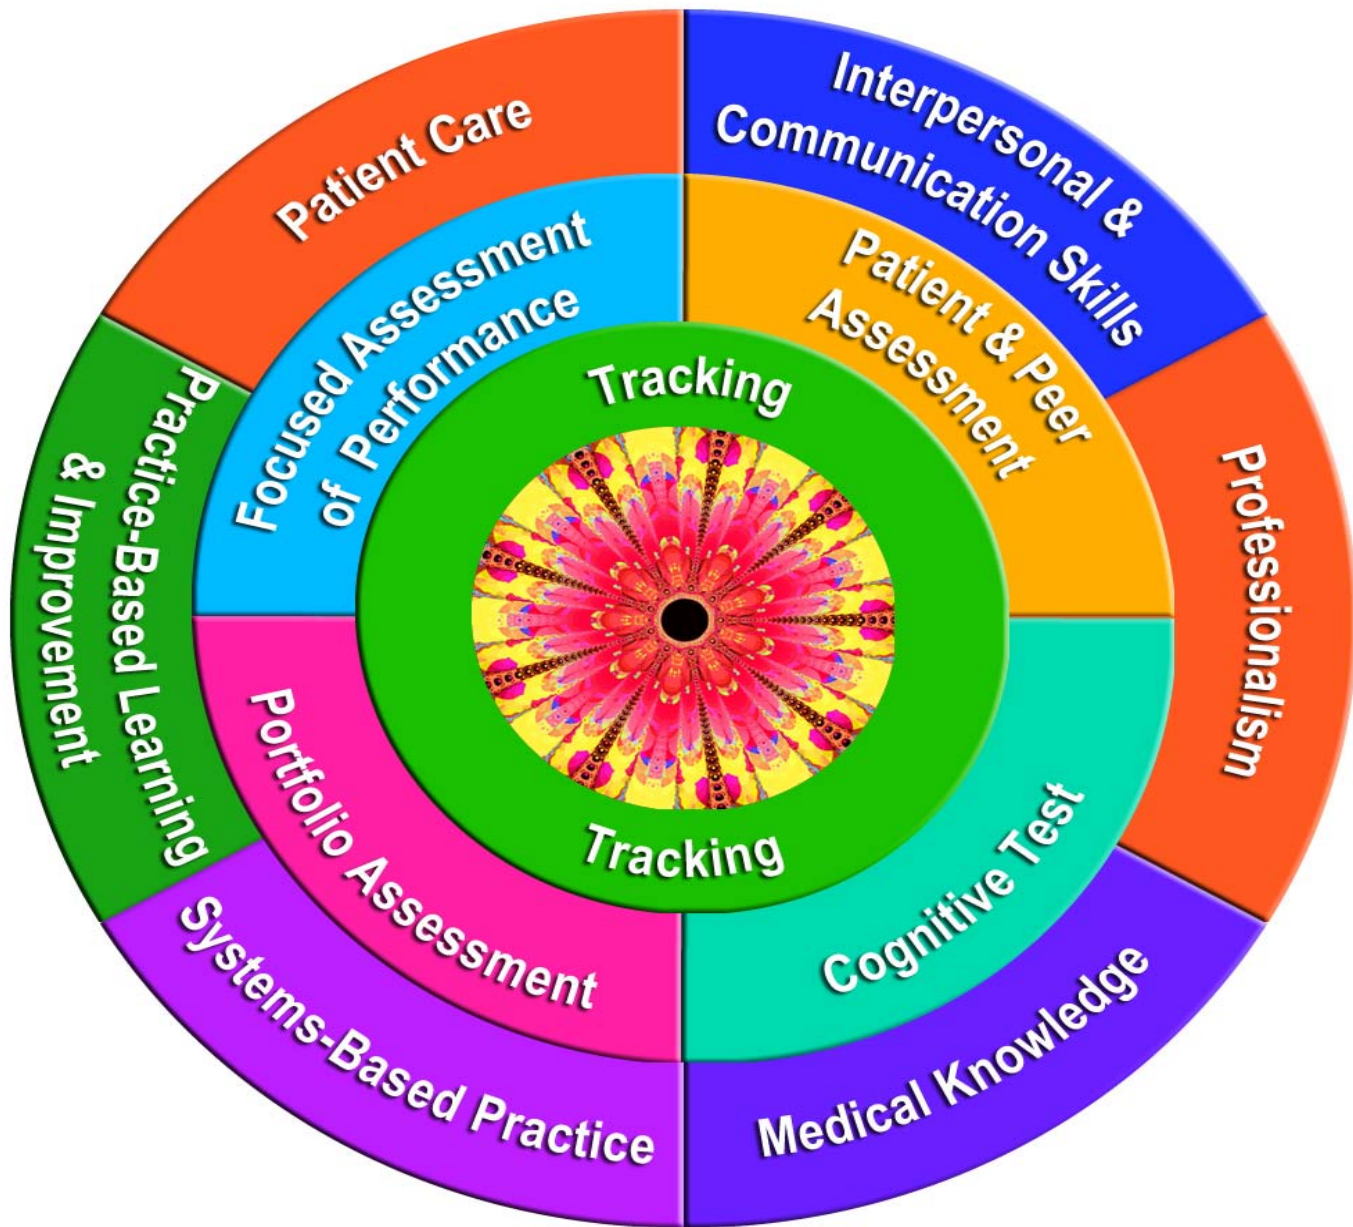 Patient Care
Interpersonal &
Communication Skills
Professionalism
Medical Knowledge
Systems-Based Practice
Practice-Based Learning
& Improvement
Focused Assessment
of Performance
Patient & Peer
Assessment
Cognitive Test
Portfolio Assessment
Tracking
Tracking